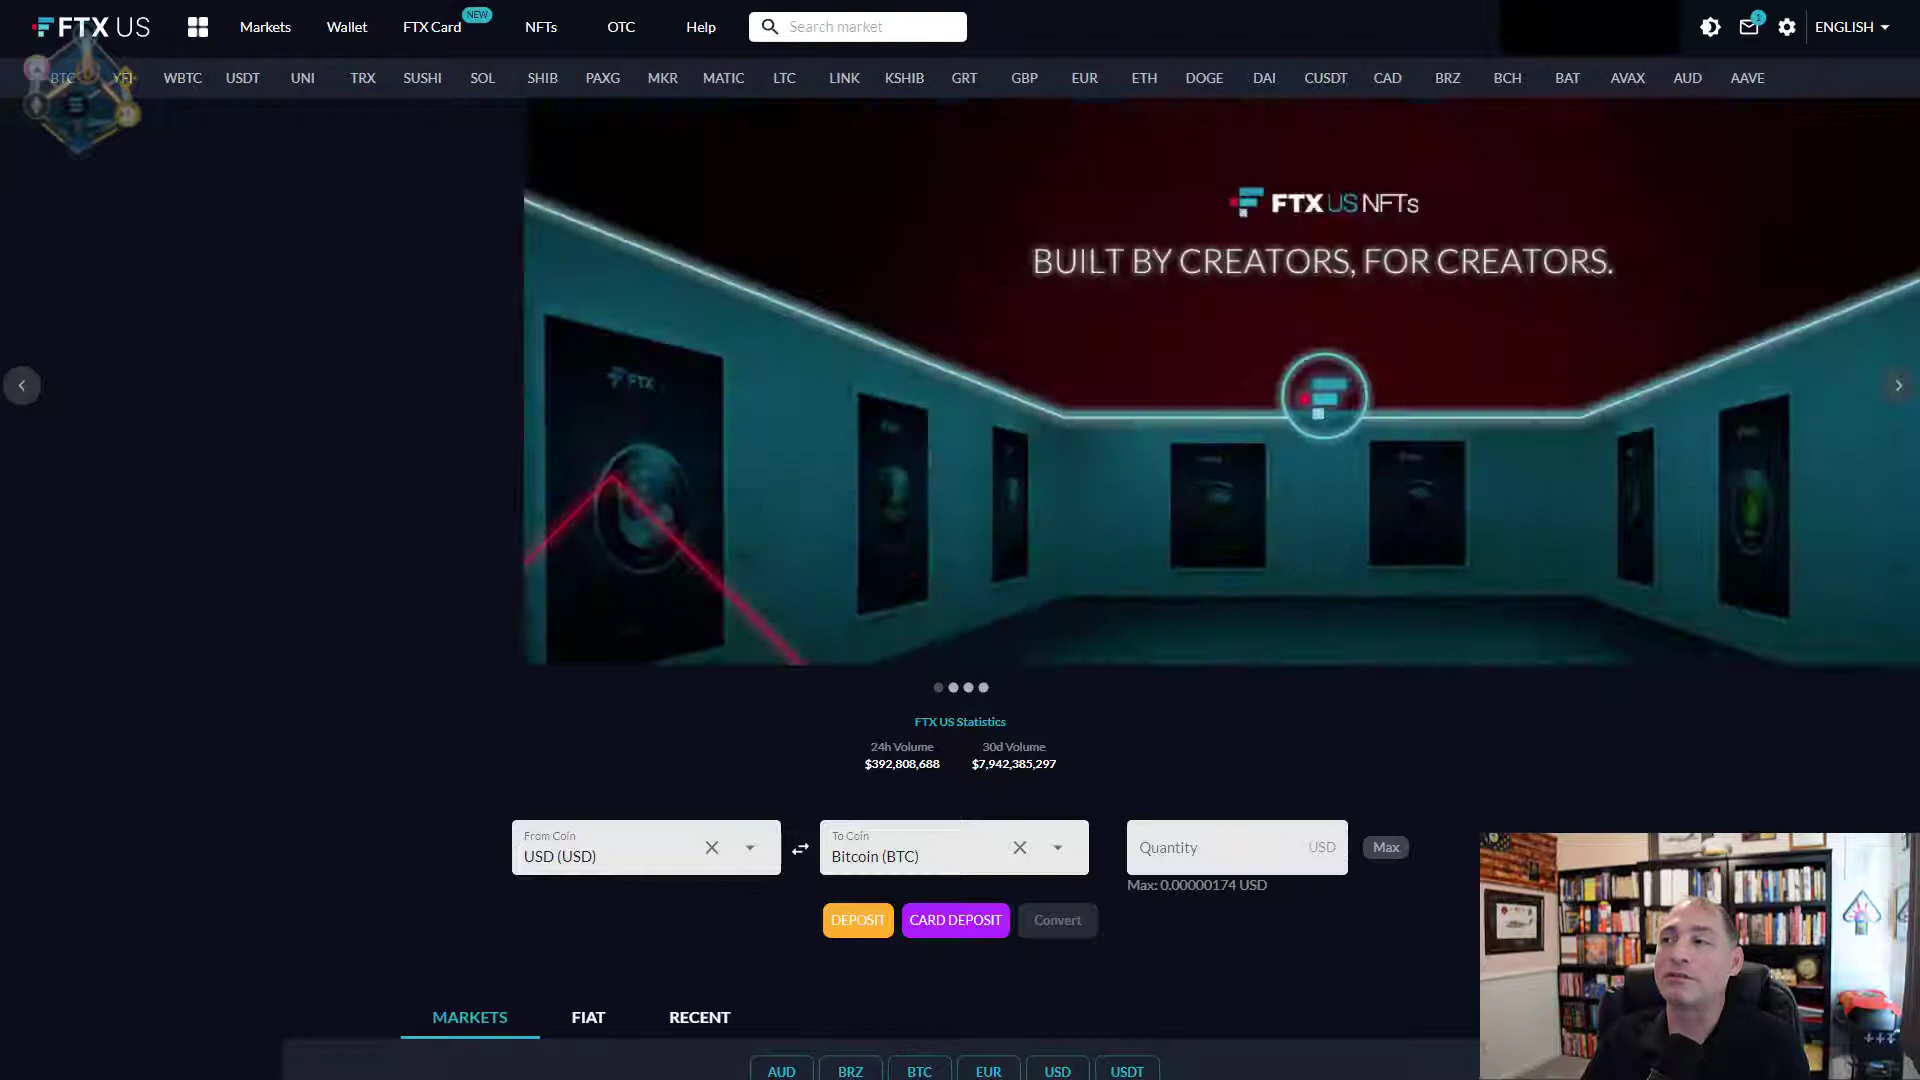 FTX US
Markets
Wallet
FTX Card
NEW
NFTs
OTC
Help
Search market
1
ENGLISH
BTC
YFI
WBTC
USDT
UNI
TRX
SUSHI
SOL
SHIB
PAXG
MKR
MATIC
LTC
LINK
KSHIB
GRT
GBP
EUR
ETH
DOGE
DAI
CUSDT
CAD
BRZ
BCH
BAT
AVAX
AUD
AAVE
FTX US NFTs
BUILT BY CREATORS, FOR CREATORS.
FTX
FTX US Statistics
24h Volume
30d Volume
$392,808,688
$7,942,385,297
From Coin
USD (USD)
To Coin
Bitcoin (BTC)
Quantity
USD
Max
Max: 0.00000174 USD
DEPOSIT
CARD DEPOSIT
Convert
MARKETS
FIAT
RECENT
AUD
BRZ
BTC
EUR
USD
USDT